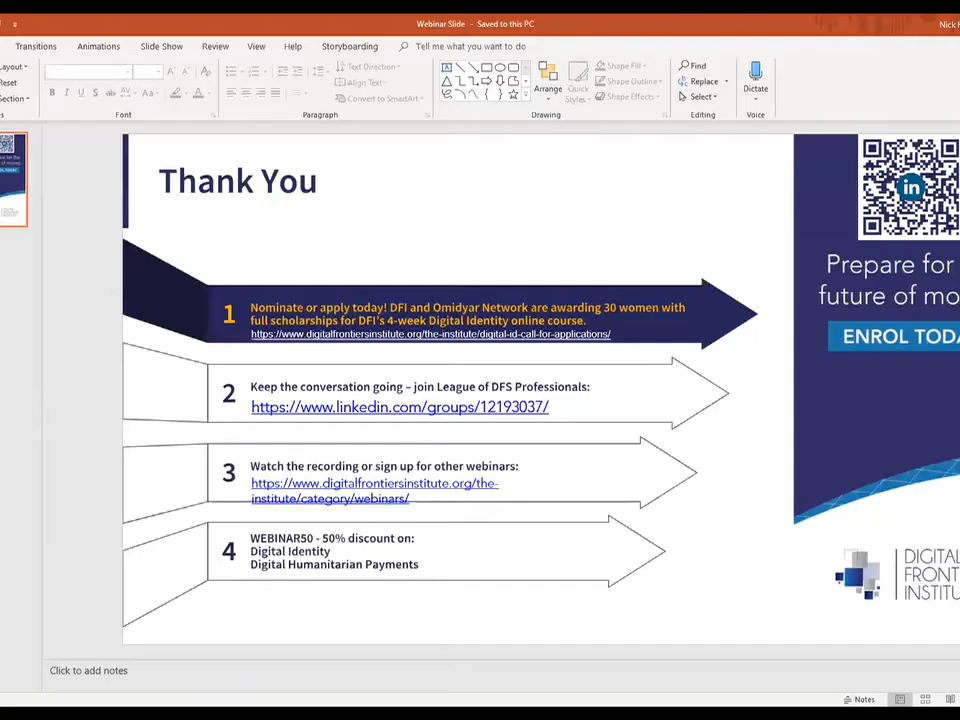 Webinar Slide - Saved to this PC
Nick
Transitions Animations Slide Show Review View Help Storyboarding Tell me what you want to do
Layout
Reset
Section
Text Direction
Align Text
Convert to SmartArt
Arrange
Quick
Styles
Shape Fill
Shape Outline
Shape Effects
Find
Replace
Select
Dictate
Font Paragraph Drawing Editing Voice
Thank You
1 Nominate or apply today! DFI and Omidyar Network are awarding 30 women with
full scholarships for DFI's 4-week Digital Identity online course.
https://www.digitalfrontiersinstitute.org/the-institute/digital-id-call-for-applications/
2 Keep the conversation going – join League of DFS Professionals:
https://www.linkedin.com/groups/12193037/
3 Watch the recording or sign up for other webinars:
https://www.digitalfrontiersinstitute.org/the-
institute/category/webinars/
4 WEBINAR50 - 50% discount on:
Digital Identity
Digital Humanitarian Payments
in
Prepare for
future of mo
ENROL TODA
DIGITAL
FRONTI
INSTITU
Click to add notes
Notes